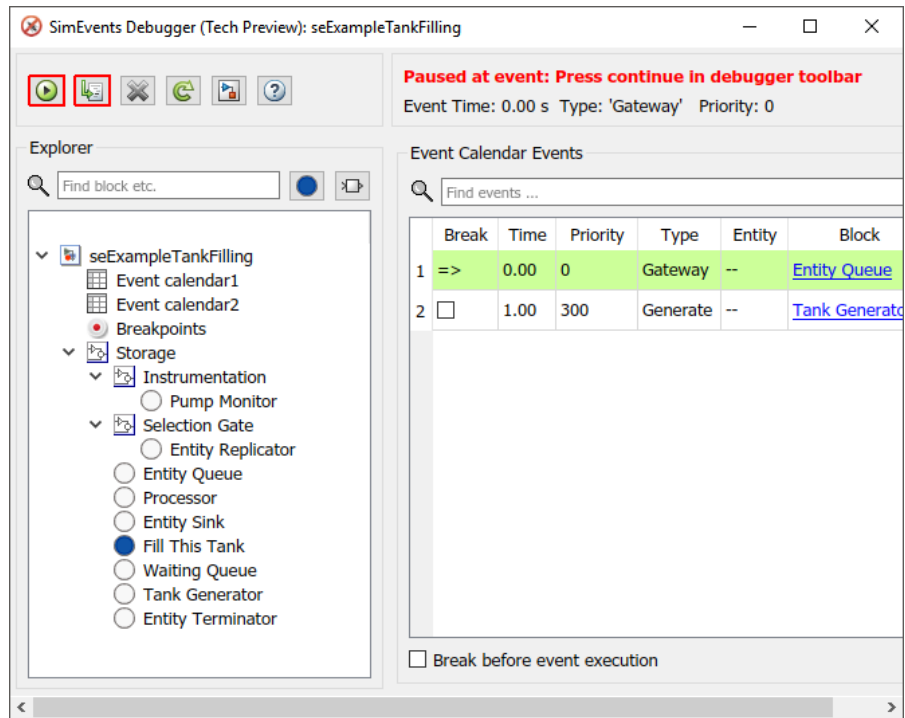 SimEvents Debugger (Tech Preview): seExampleTankFilling
Paused at event: Press continue in debugger toolbar
Event Time: 0.00 s Type: 'Gateway' Priority: 0
Explorer
Find block etc.
seExampleTankFilling
Event calendar1
Event calendar2
Breakpoints
Storage
Instrumentation
Pump Monitor
Selection Gate
Entity Replicator
Entity Queue
Processor
Entity Sink
Fill This Tank
Waiting Queue
Tank Generator
Entity Terminator
Event Calendar Events
Find events ...
Break Time Priority Type Entity Block
1 => 0.00 0 Gateway -- Entity Queue
2 1.00 300 Generate -- Tank Generato
Break before event execution